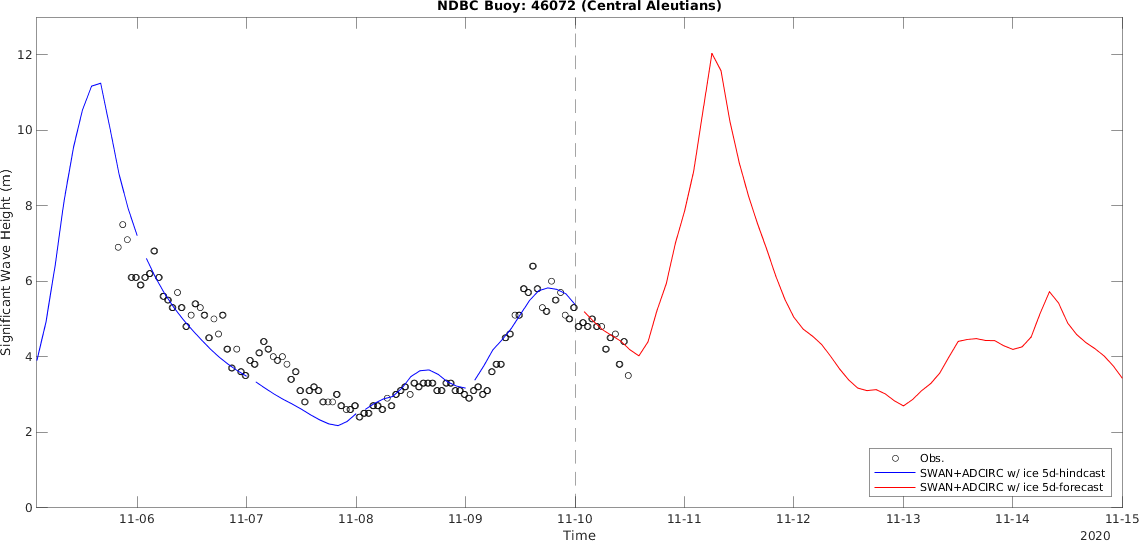 NDBC Buoy: 46072 (Central Aleutians)
Significant Wave Height (m)
12
10
8
6
4
2
0
Obs.
SWAN+ADCIRC w/ ice 5d-hindcast
SWAN+ADCIRC w/ ice 5d-forecast
11-06 11-07 11-08 11-09 11-10 11-11 11-12 11-13 11-14 11-15
Time
2020